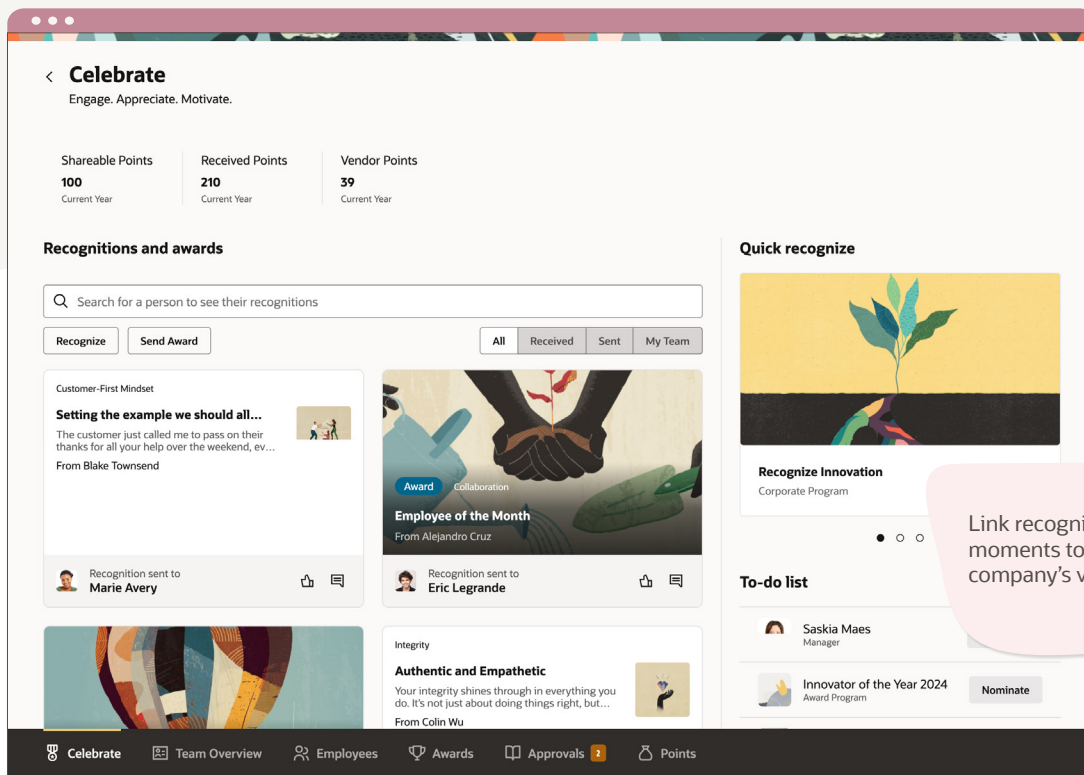 Celebrate
Engage. Appreciate. Motivate.
Shareable Points
100
Current Year
Received Points
210
Current Year
Vendor Points
39
Current Year
Recognitions and awards
Search for a person to see their recognitions
Recognize
Send Award
All
Received
Sent
My Team
Customer-First Mindset
Setting the example we should all...
The customer just called me to pass on their
thanks for all your help over the weekend, ev...
From Blake Townsend
Recognition sent to
Marie Avery
Award
Collaboration
Employee of the Month
From Alejandro Cruz
Recognition sent to
Eric Legrande
Integrity
Authentic and Empathetic
Your integrity shines through in everything you
do. It's not just about doing things right, but...
From Colin Wu
Quick recognize
Recognize Innovation
Corporate Program
Link
moments to
company's
To-do list
Saskia Maes
Manager
Innovator of the Year 2024
Award Program
Nominate
Celebrate
Team Overview
Employees
Awards
Approvals 2
Points